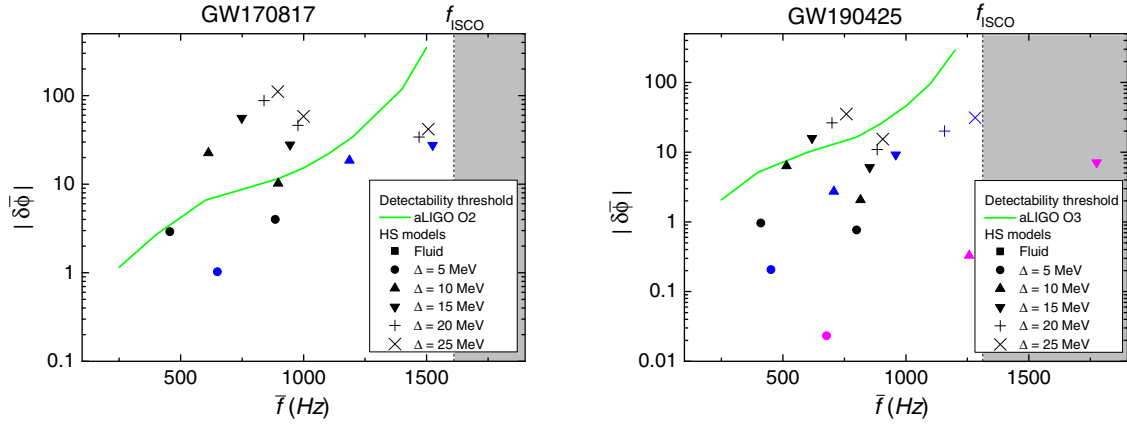 GW170817
f_ISCO
100
10
1
0.1
|δφ̄|
500
1000
1500
f̄ (Hz)
Detectability threshold
aLIGO O2
HS models
Fluid
Δ = 5 MeV
Δ = 10 MeV
Δ = 15 MeV
Δ = 20 MeV
Δ = 25 MeV
GW190425
f_ISCO
100
10
1
0.1
0.01
|δφ̄|
500
1000
1500
f̄ (Hz)
Detectability threshold
aLIGO O3
HS models
Fluid
Δ = 5 MeV
Δ = 10 MeV
Δ = 15 MeV
Δ = 20 MeV
Δ = 25 MeV